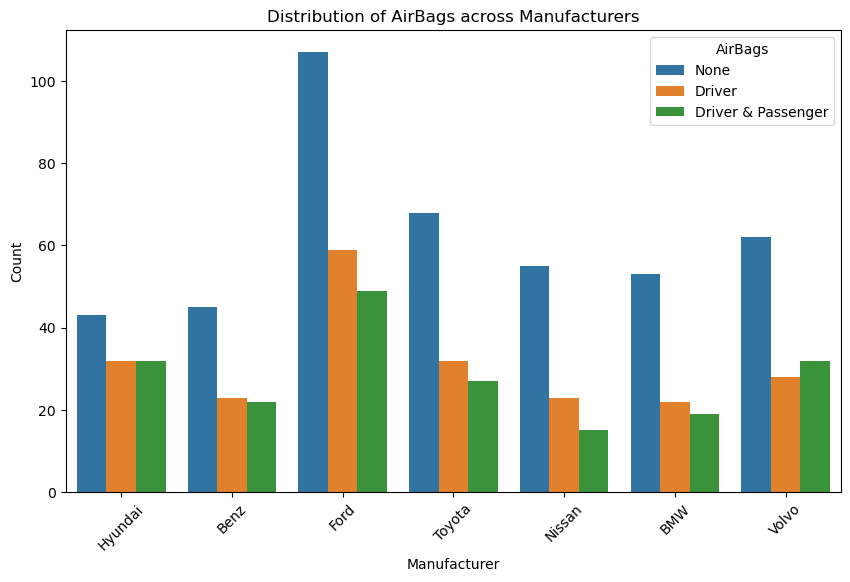 Distribution of AirBags across Manufacturers
AirBags
None
Driver
Driver & Passenger
Count
100
80
60
40
20
0
Hyundai
Benz
Ford
Toyota
Nissan
BMW
Volvo
Manufacturer